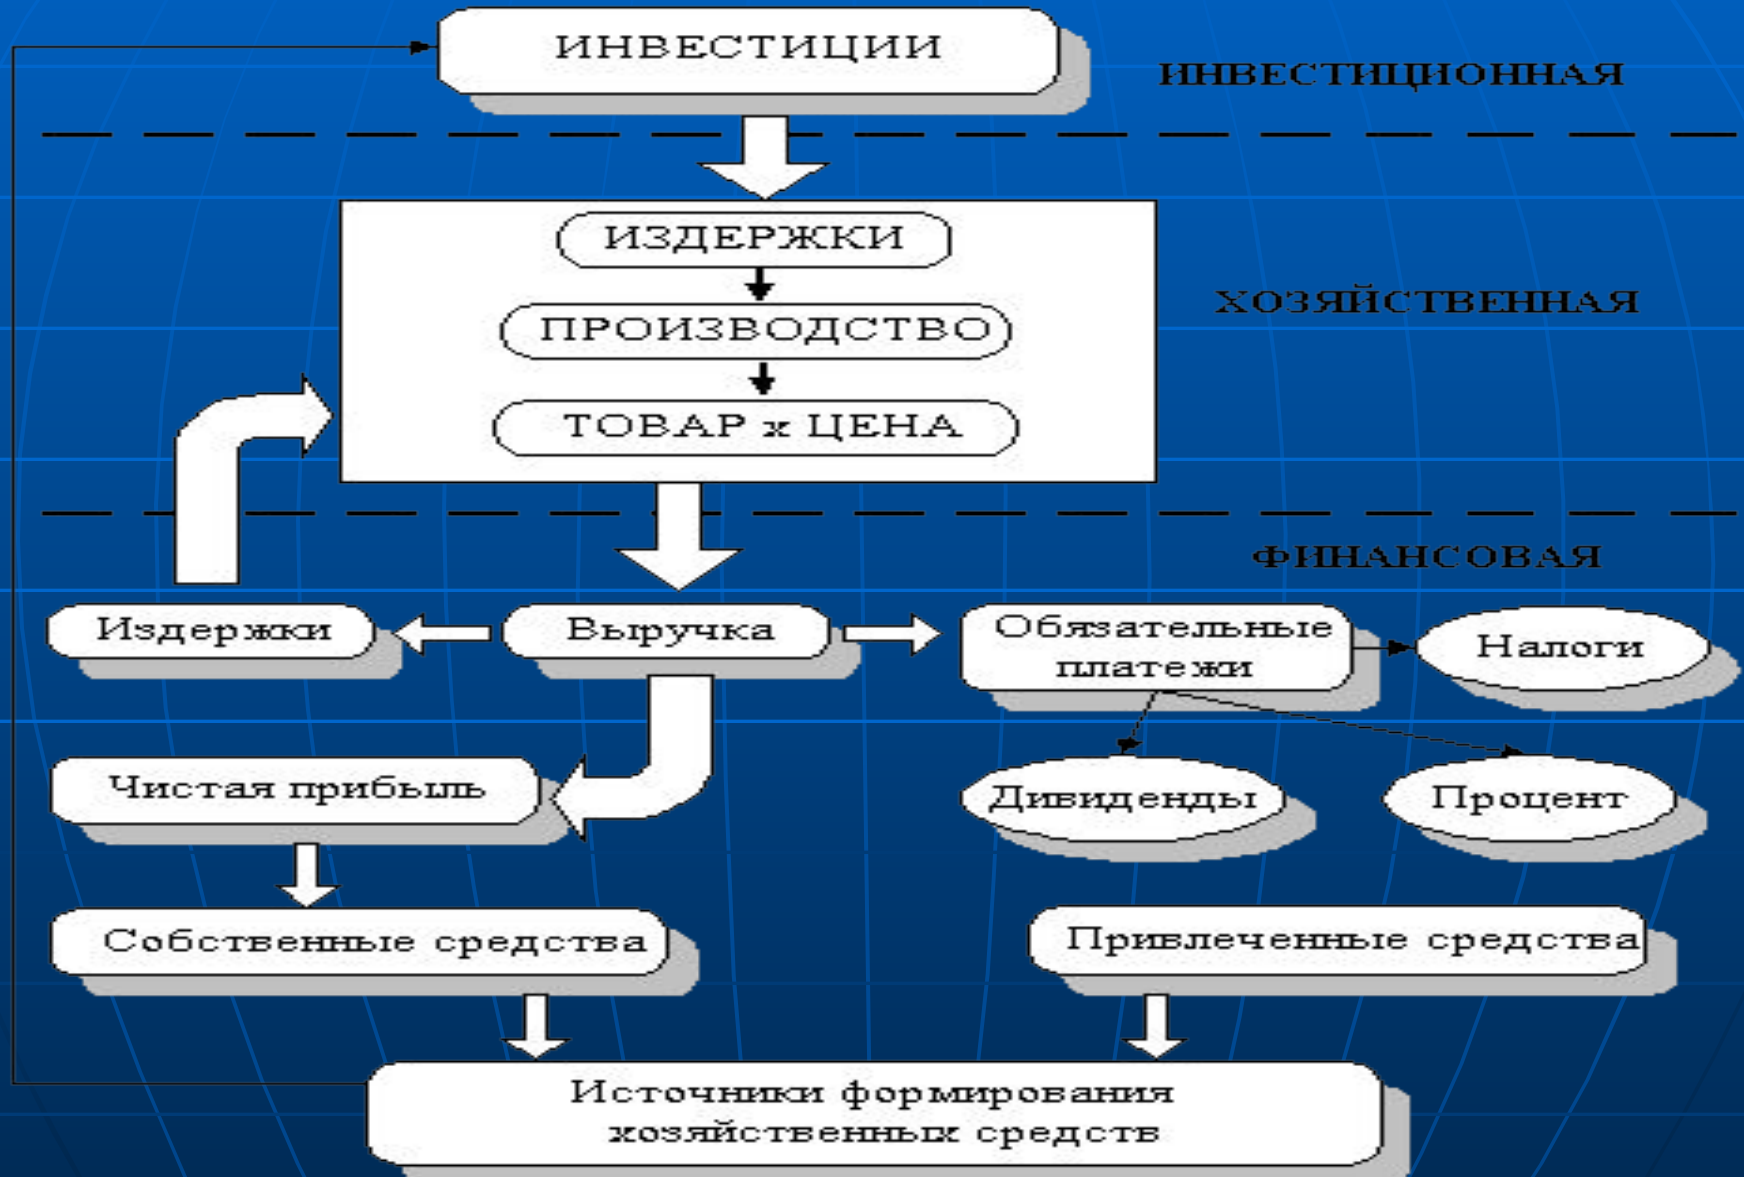 ИНВЕСТИЦИИ
ИНВЕСТИЦИОННАЯ
ИЗДЕРЖКИ
ПРОИЗВОДСТВО
ТОВАР х ЦЕНА
ХОЗЯЙСТВЕННАЯ
ФИНАНСОВАЯ
Издержки
Выручка
Обязательные
платежи
Налоги
Чистая прибыль
Дивиденды
Процент
Собственные средства
Привлеченные средства
Источники формирования
хозяйственных средств